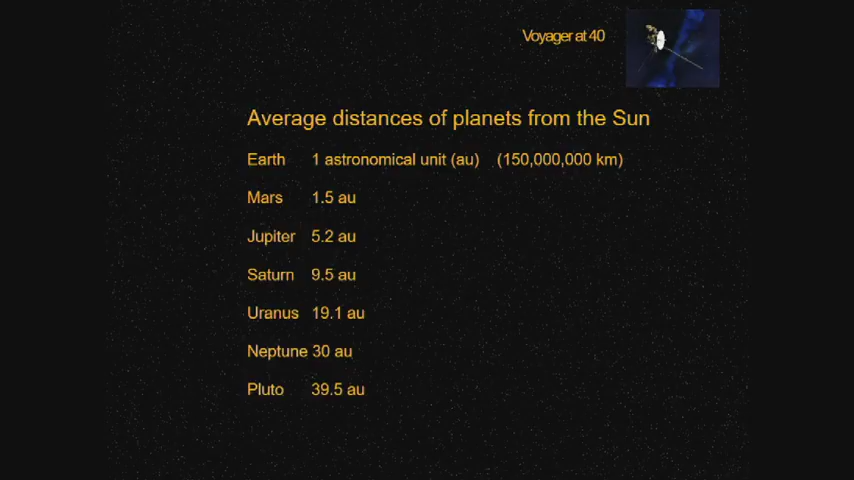 Voyager at 40
Average distances of planets from the Sun
Earth 1 astronomical unit (au) (150,000,000 km)
Mars 1.5 au
Jupiter 5.2 au
Saturn 9.5 au
Uranus 19.1 au
Neptune 30 au
Pluto 39.5 au